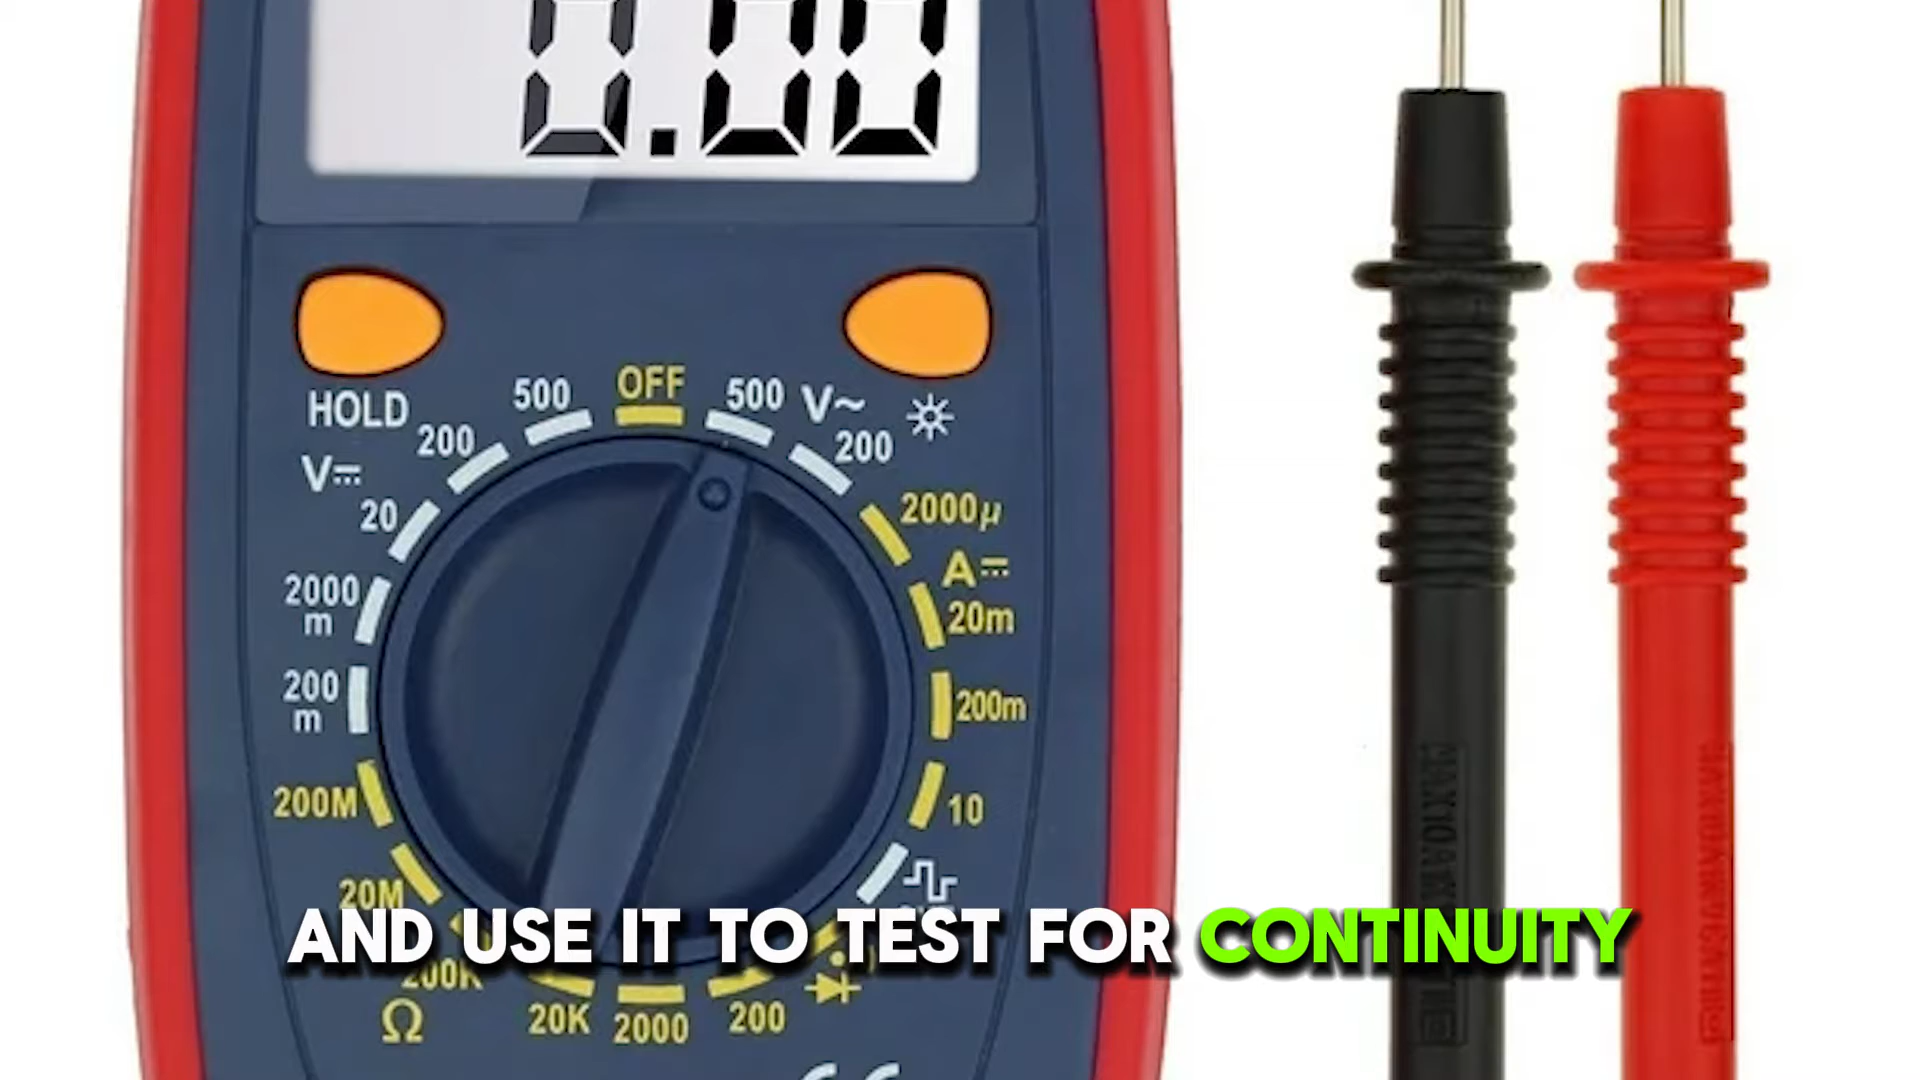 0.00
HOLD
500
OFF
500
V~
200
200
V⎓
20
2000μ
A⎓
2000
m
20m
200
m
200m
200M
10
20M
AND USE IT TO TEST FOR CONTINUITY
200K
Ω
20K
2000
200